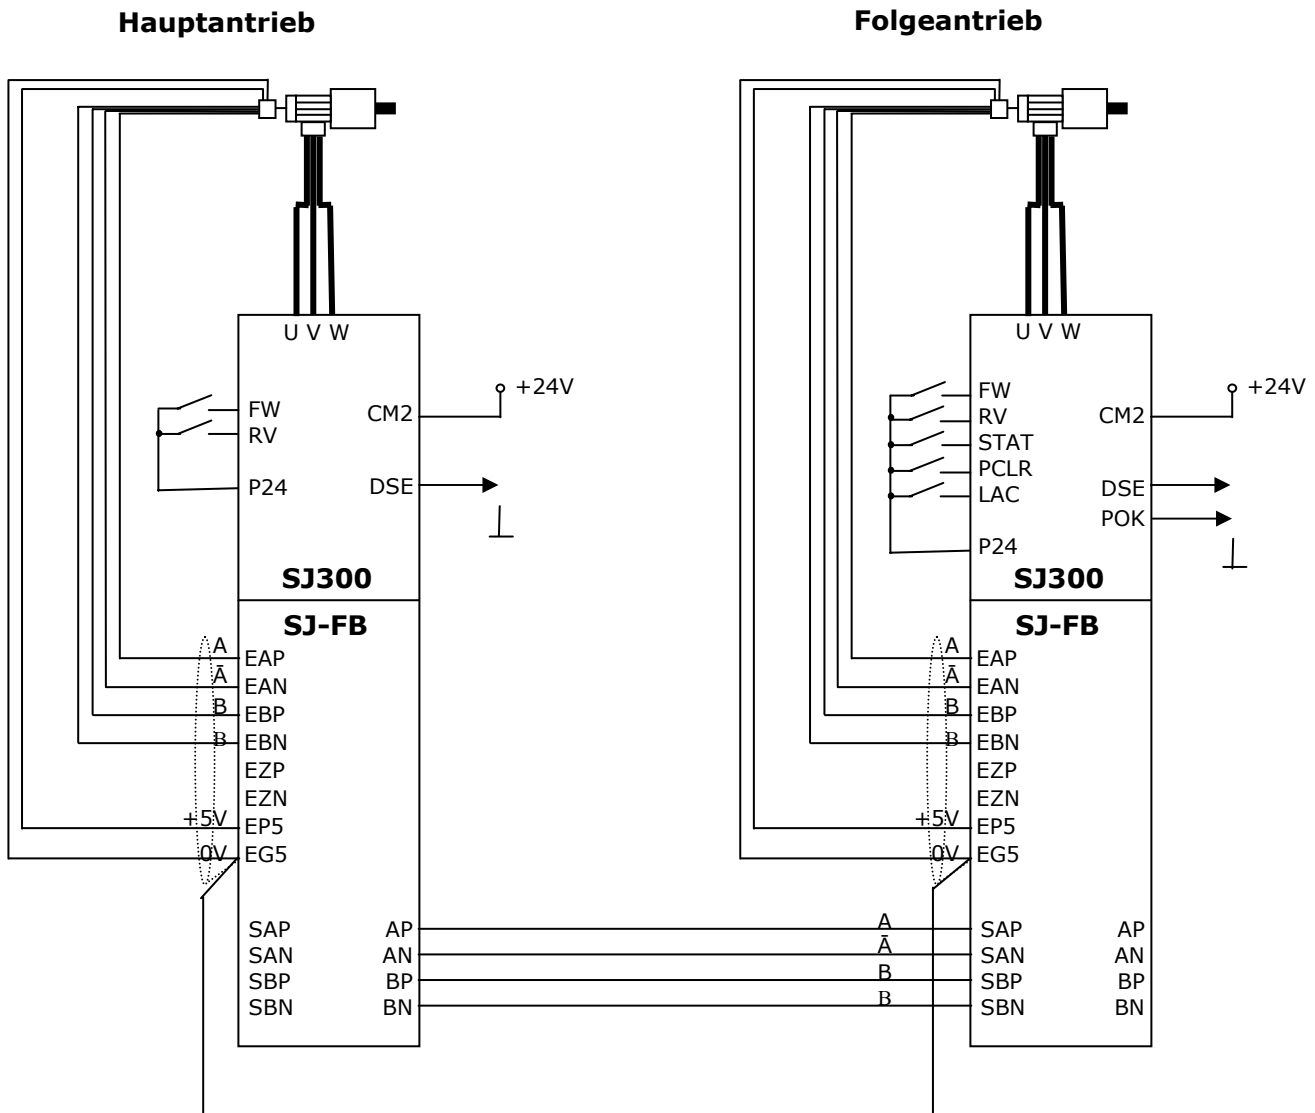 Hauptantrieb
U V W
FW
RV
P24
CM2
+24V
DSE
SJ300
SJ-FB
A
EAP
Ā
EAN
B
EBP
B
EBN
EZP
EZN
+5V
EP5
0V
EG5
SAP
AP
SAN
AN
SBP
BP
SBN
BN
A
Ā
B
B
Folgeantrieb
U V W
FW
RV
STAT
PCLR
LAC
P24
CM2
+24V
DSE
POK
SJ300
SJ-FB
A
EAP
Ā
EAN
B
EBP
B
EBN
EZP
EZN
+5V
EP5
0V
EG5
SAP
AP
SAN
AN
SBP
BP
SBN
BN